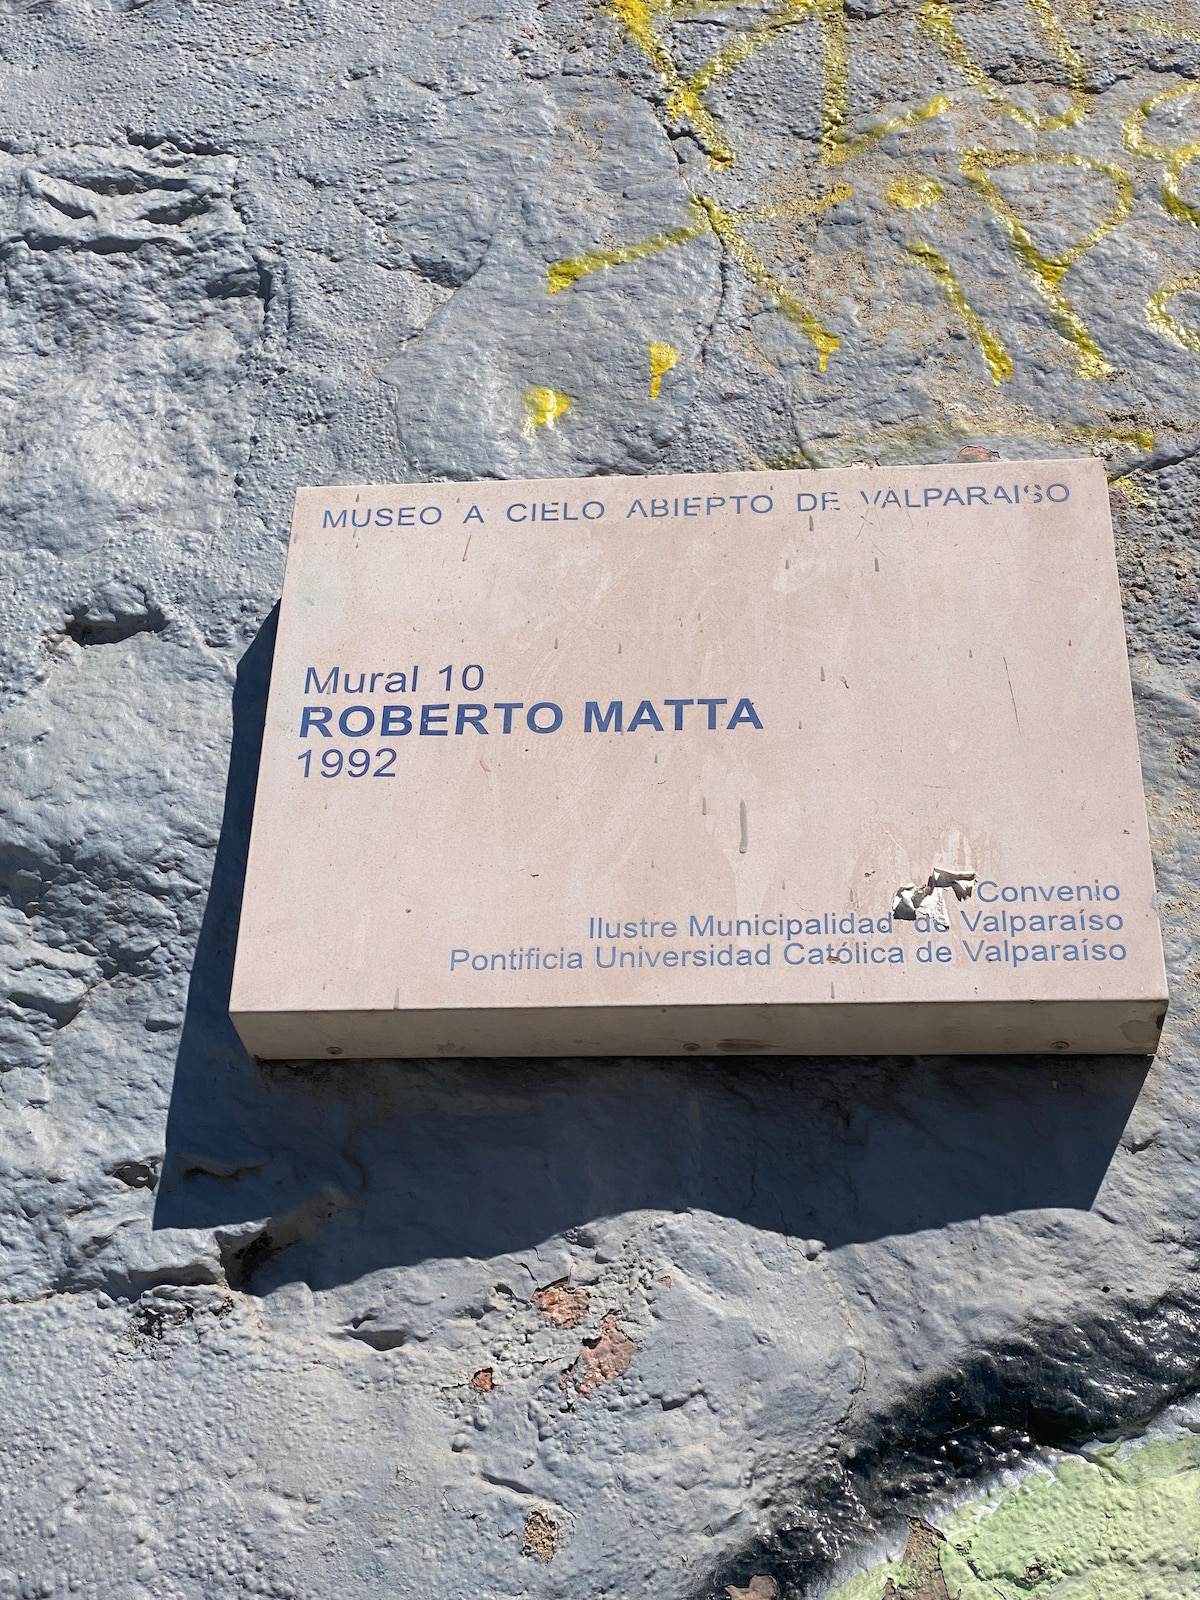 MUSEO A CIELO ABIERTO DE VALPARAISO
Mural 10
ROBERTO MATTA
1992
Convenio
Ilustre Municipalidad de Valparaíso
Pontificia Universidad Católica de Valparaíso